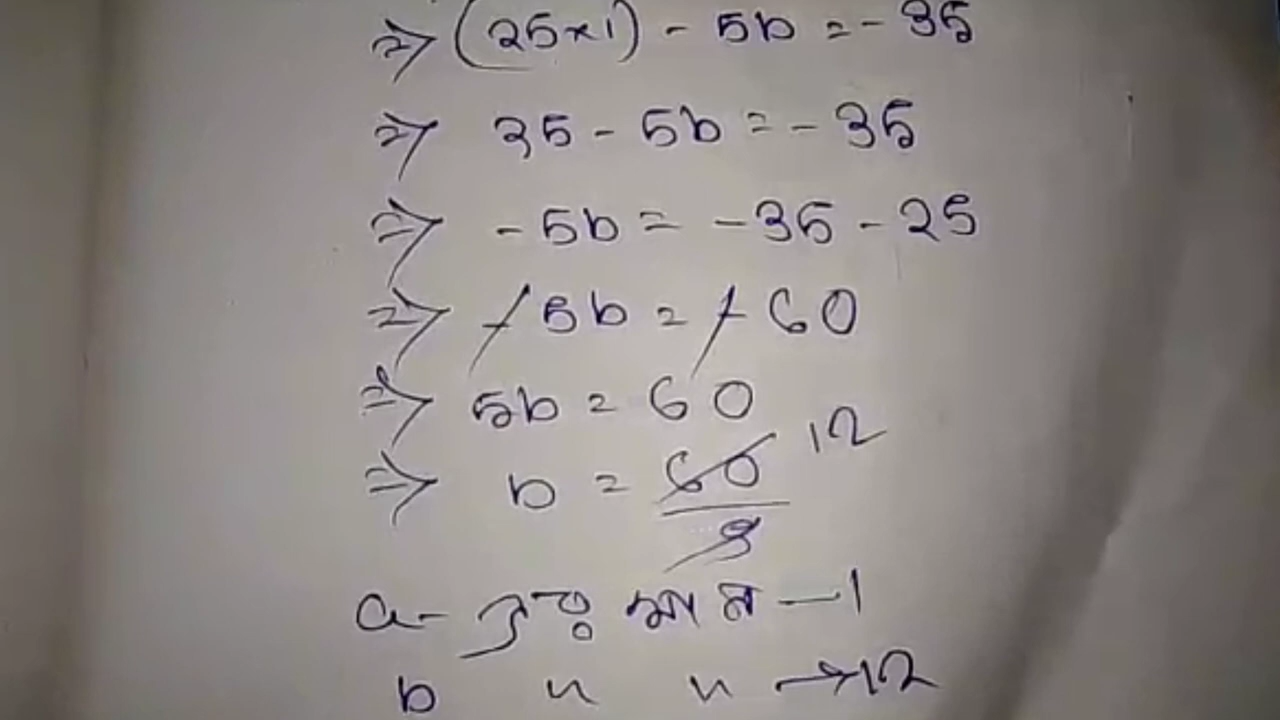 ⇒ (25×1) - 5b = - 35
⇒ 25 - 5b = - 35
⇒ - 5b = - 35 - 25
⇒ - 5b = - 60
⇒ 5b = 60
⇒ b = 60/5 12
a- এর মান - 1
b " " → 12